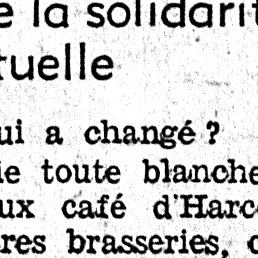 e la solidarit
tuelle
ui a changé ?
ie toute blanche
ux café d'Harc
res brasseries,